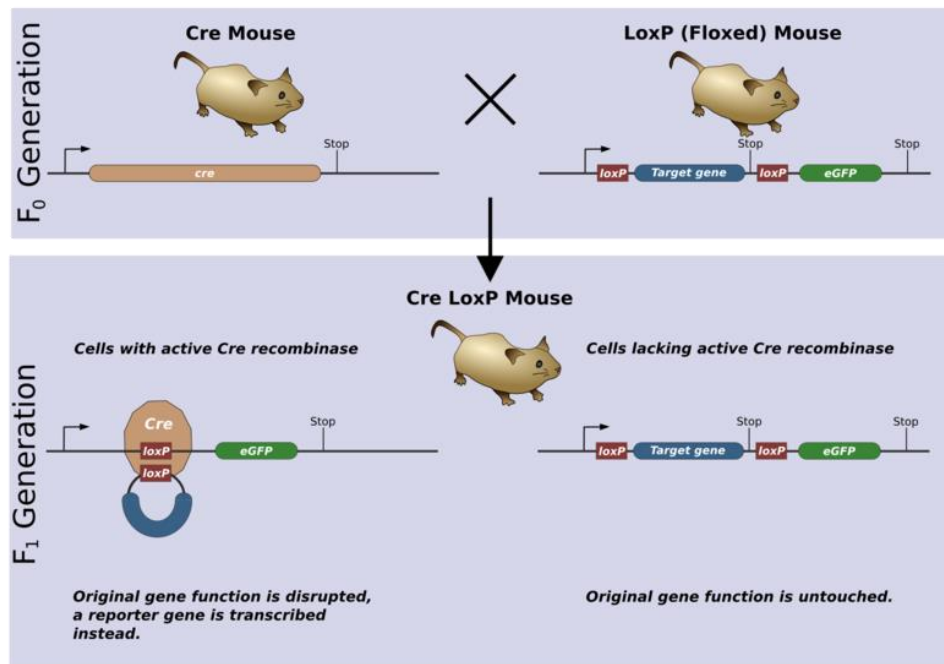 F0 Generation
Cre Mouse
LoxP (Floxed) Mouse
Stop
cre
Stop
Stop
loxP
Target gene
loxP
eGFP
F1 Generation
Cre LoxP Mouse
Cells with active Cre recombinase
Cells lacking active Cre recombinase
Cre
loxP
eGFP
Stop
loxP
Stop
Stop
loxP
Target gene
loxP
eGFP
Original gene function is disrupted,
a reporter gene is transcribed
instead.
Original gene function is untouched.